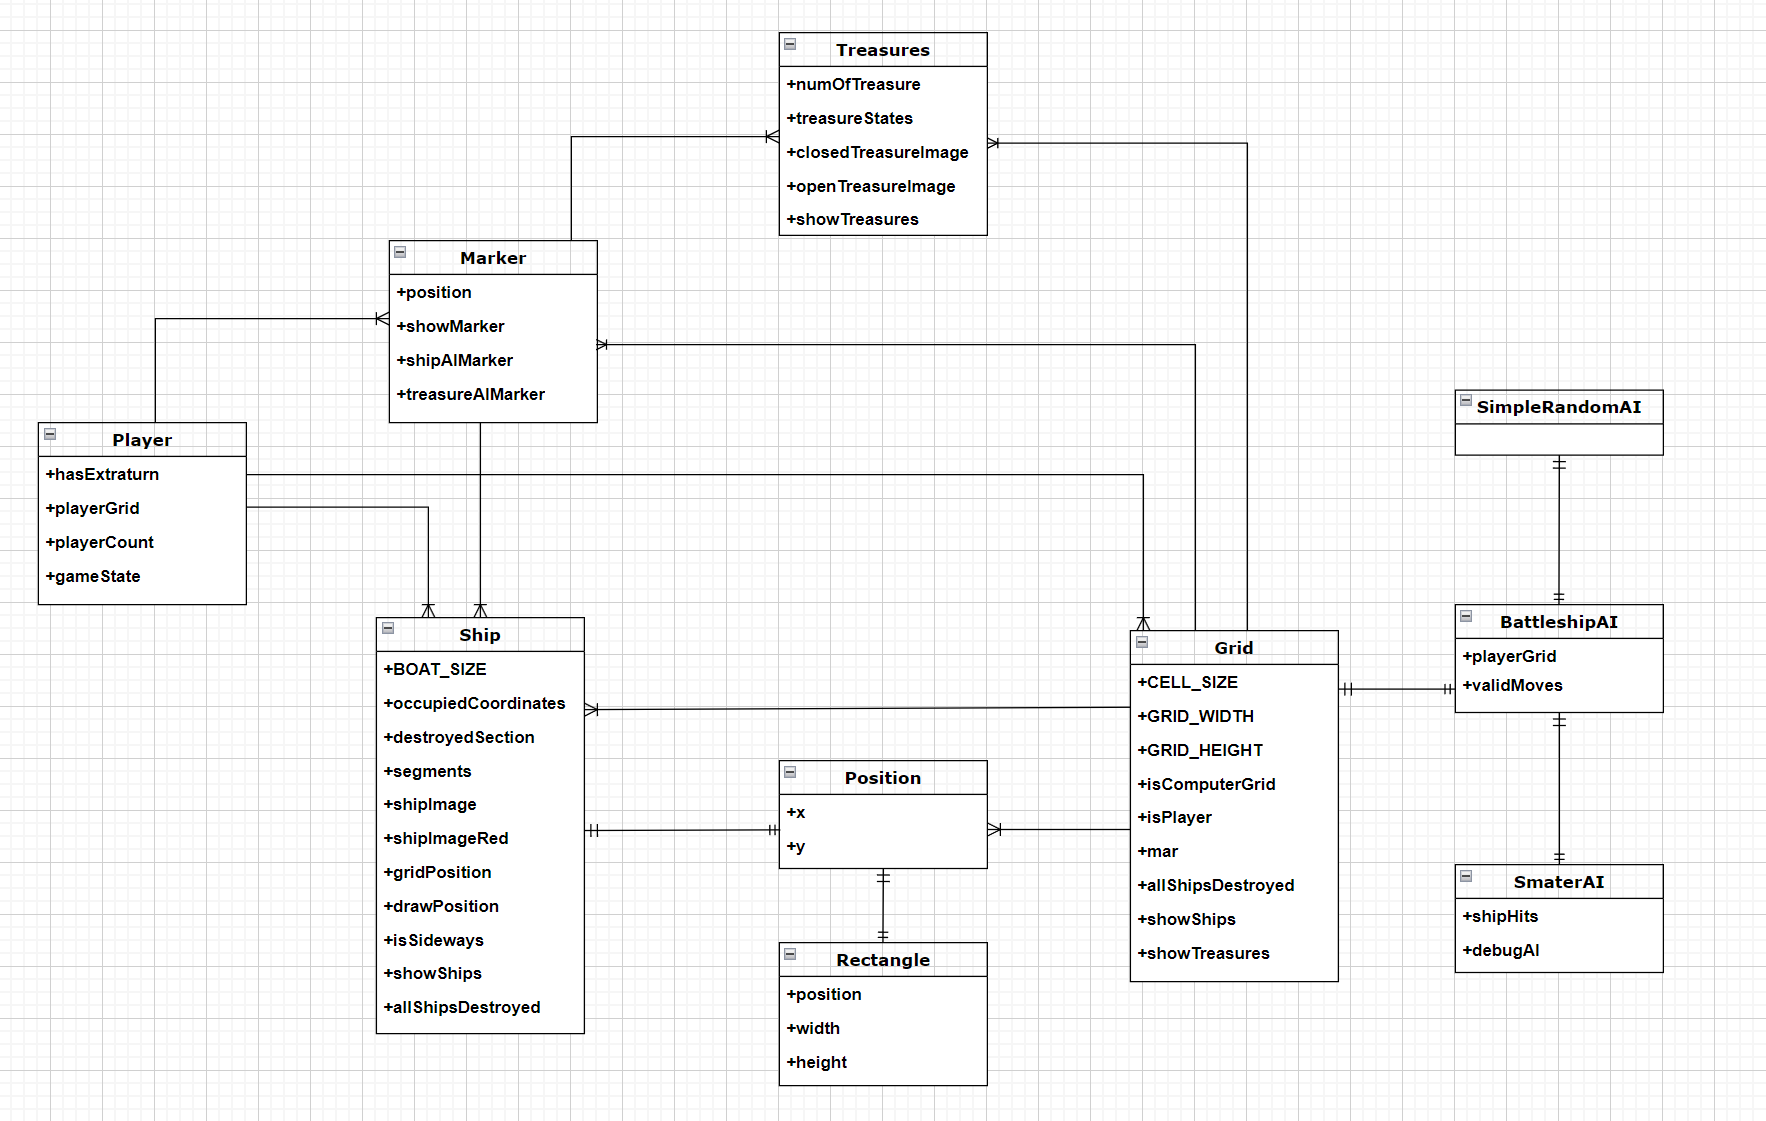 Treasures
+numOfTreasure
+treasureStates
+closedTreasureImage
+openTreasureImage
+showTreasures
Marker
+position
+showMarker
+shipAIMarker
+treasureAIMarker
Player
+hasExtraturn
+playerGrid
+playerCount
+gameState
Ship
+BOAT_SIZE
+occupiedCoordinates
+destroyedSection
+segments
+shipImage
+shipImageRed
+gridPosition
+drawPosition
+isSideways
+showShips
+allShipsDestroyed
Position
+x
+y
Rectangle
+position
+width
+height
Grid
+CELL_SIZE
+GRID_WIDTH
+GRID_HEIGHT
+isComputerGrid
+isPlayer
+mar
+allShipsDestroyed
+showShips
+showTreasures
SimpleRandomAI
BattleshipAI
+playerGrid
+validMoves
SmaterAI
+shipHits
+debugAI